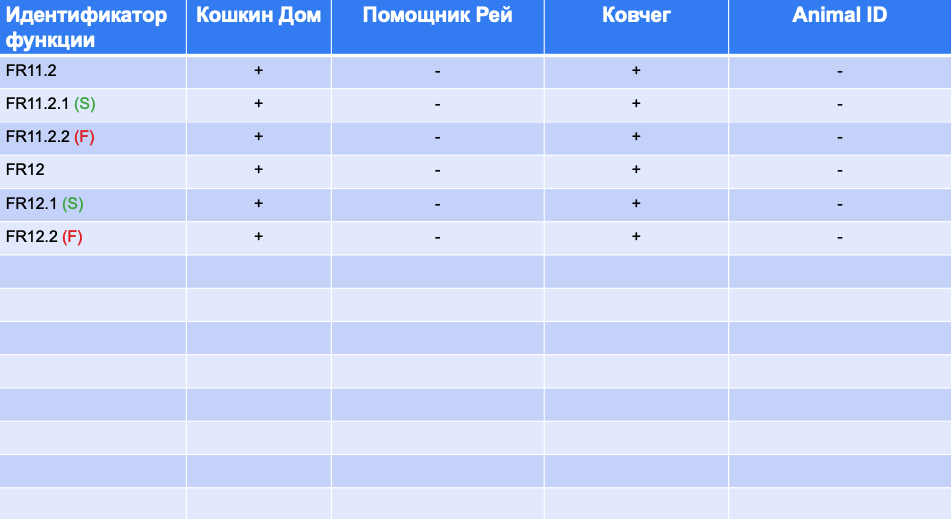 Идентификатор функции Кошкин Дом Помощник Рей Ковчег Animal ID
FR11.2 + - + -
FR11.2.1 (S) + - + -
FR11.2.2 (F) + - + -
FR12 + - + -
FR12.1 (S) + - + -
FR12.2 (F) + - + -